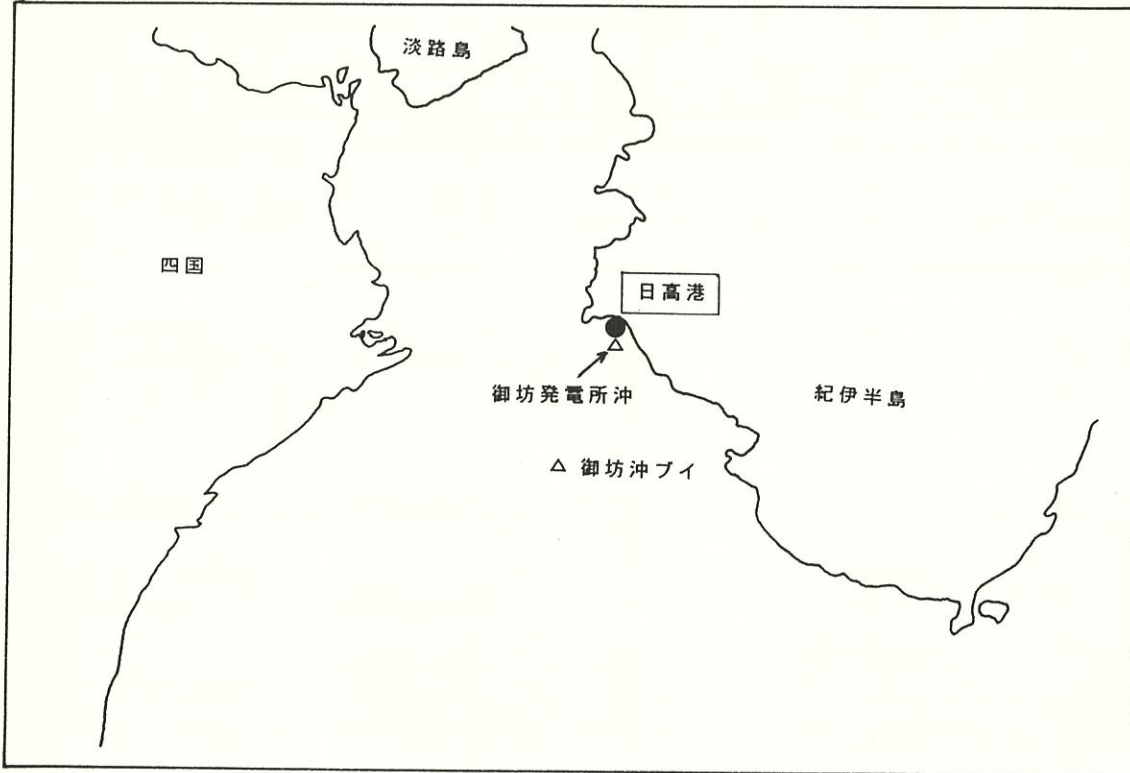 淡路島
四国
日高港
御坊発電所沖
紀伊半島
御坊沖ブイ